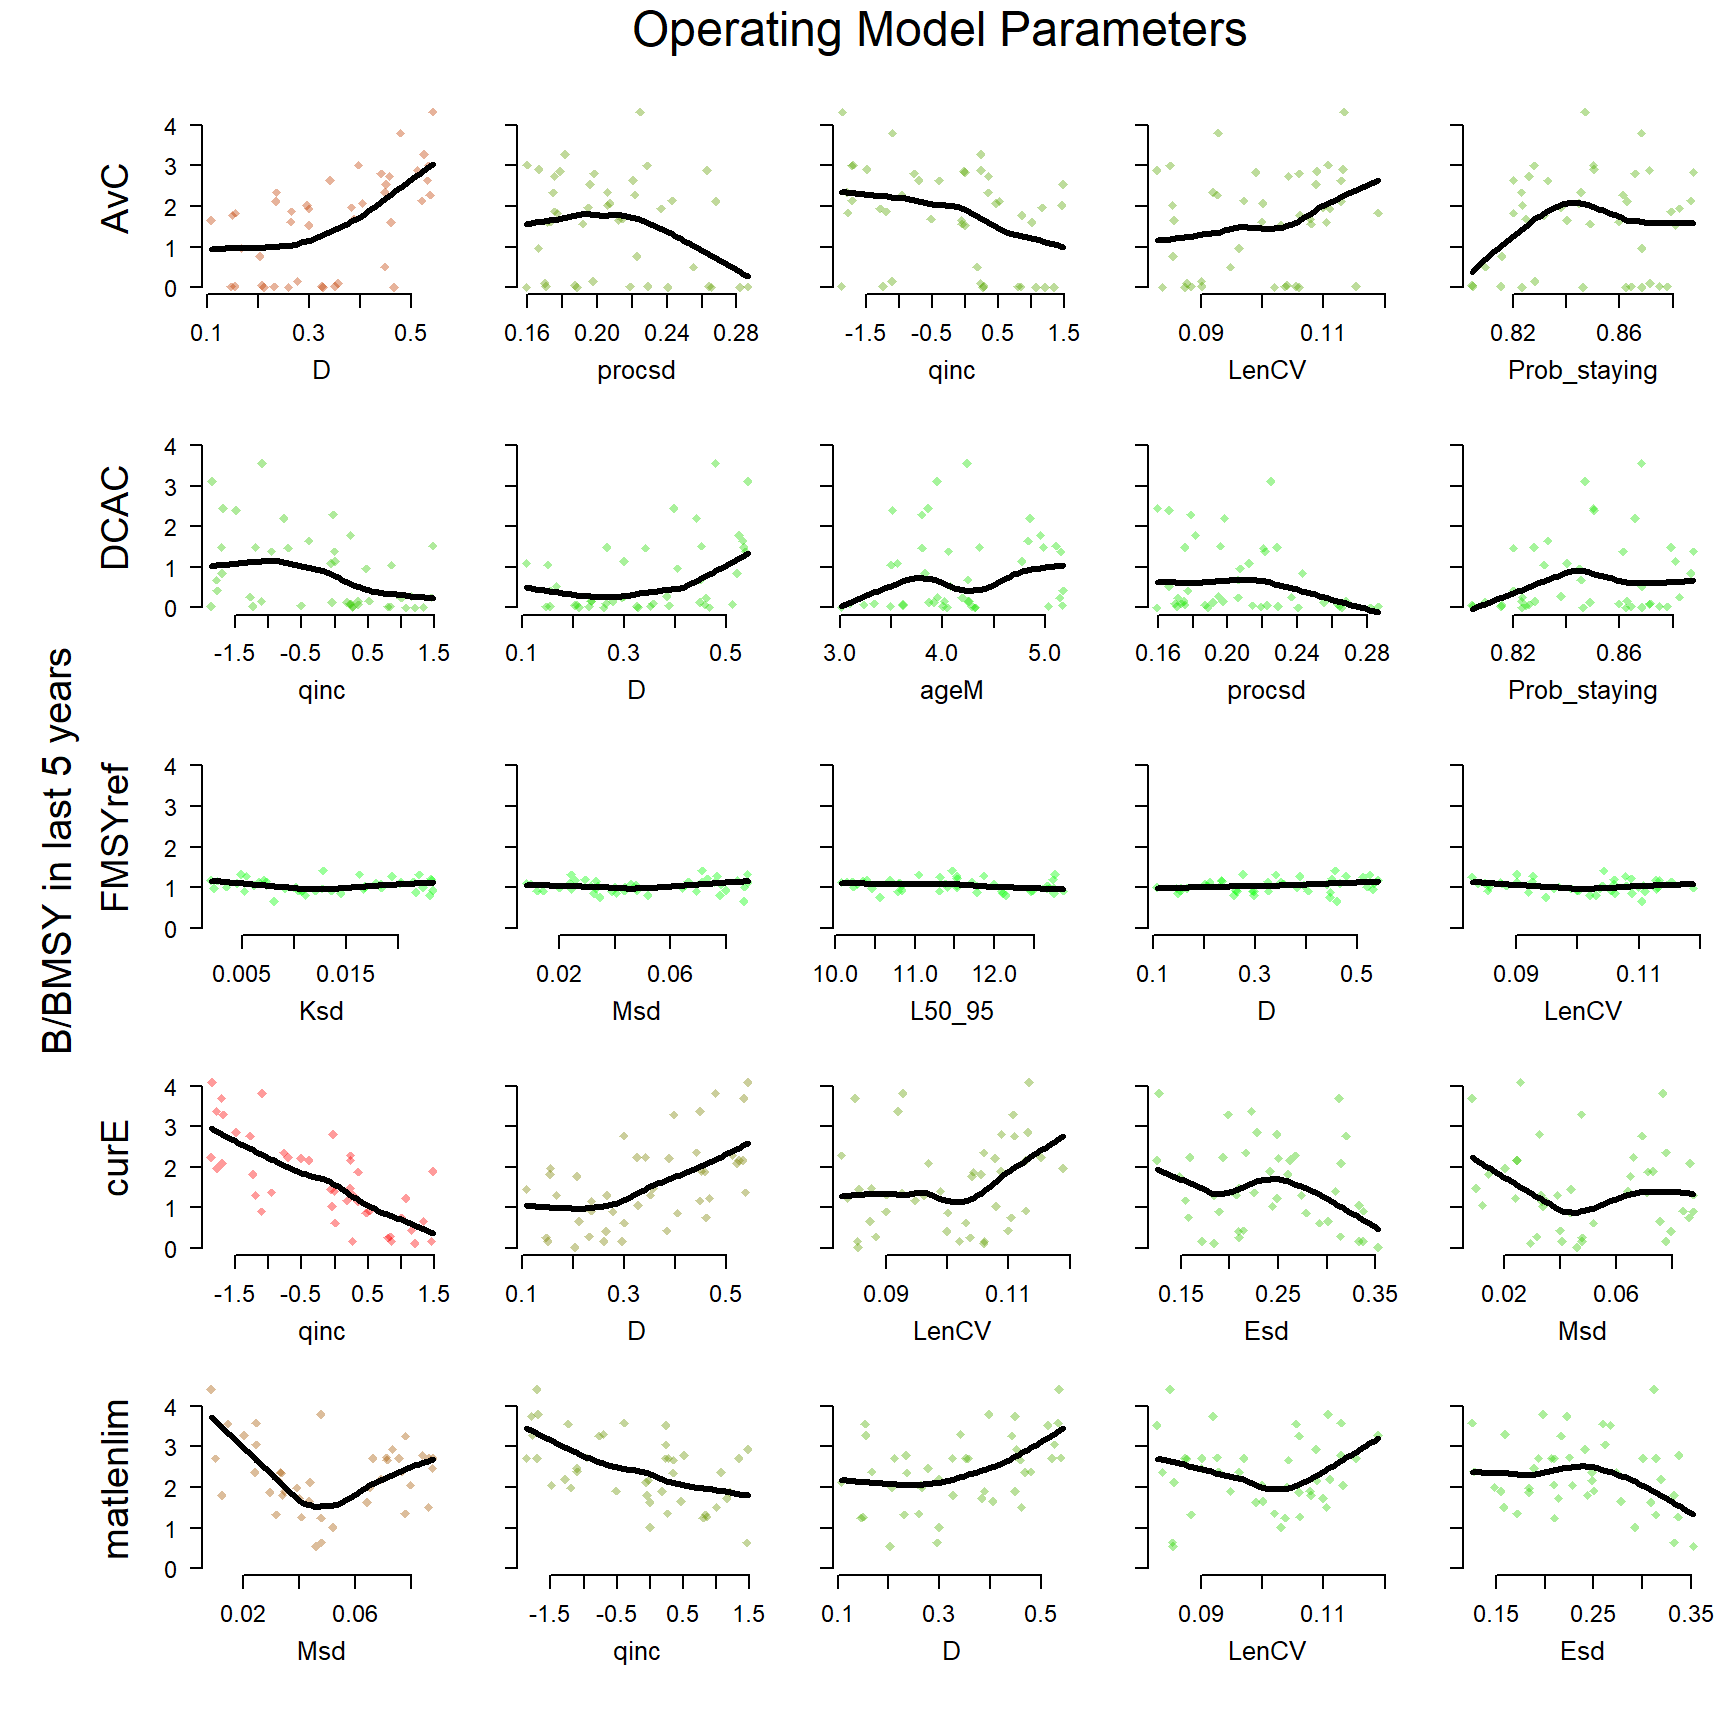 Operating Model Parameters
B/BMSY in last 5 years
AvC
4
3
2
1
0
0.1 0.3 0.5
D
0.16 0.20 0.24 0.28
procsd
-1.5 -0.5 0.5 1.5
qinc
0.09 0.11
LenCV
0.82 0.86
Prob_staying
DCAC
4
3
2
1
0
-1.5 -0.5 0.5 1.5
qinc
0.1 0.3 0.5
D
3.0 4.0 5.0
ageM
0.16 0.20 0.24 0.28
procsd
0.82 0.86
Prob_staying
FMSYref
4
3
2
1
0
0.005 0.015
Ksd
0.02 0.06
Msd
10.0 11.0 12.0
L50_95
0.1 0.3 0.5
D
0.09 0.11
LenCV
curE
4
3
2
1
0
-1.5 -0.5 0.5 1.5
qinc
0.1 0.3 0.5
D
0.09 0.11
LenCV
0.15 0.25 0.35
Esd
0.02 0.06
Msd
matlenlim
4
3
2
1
0
0.02 0.06
Msd
-1.5 -0.5 0.5 1.5
qinc
0.1 0.3 0.5
D
0.09 0.11
LenCV
0.15 0.25 0.35
Esd